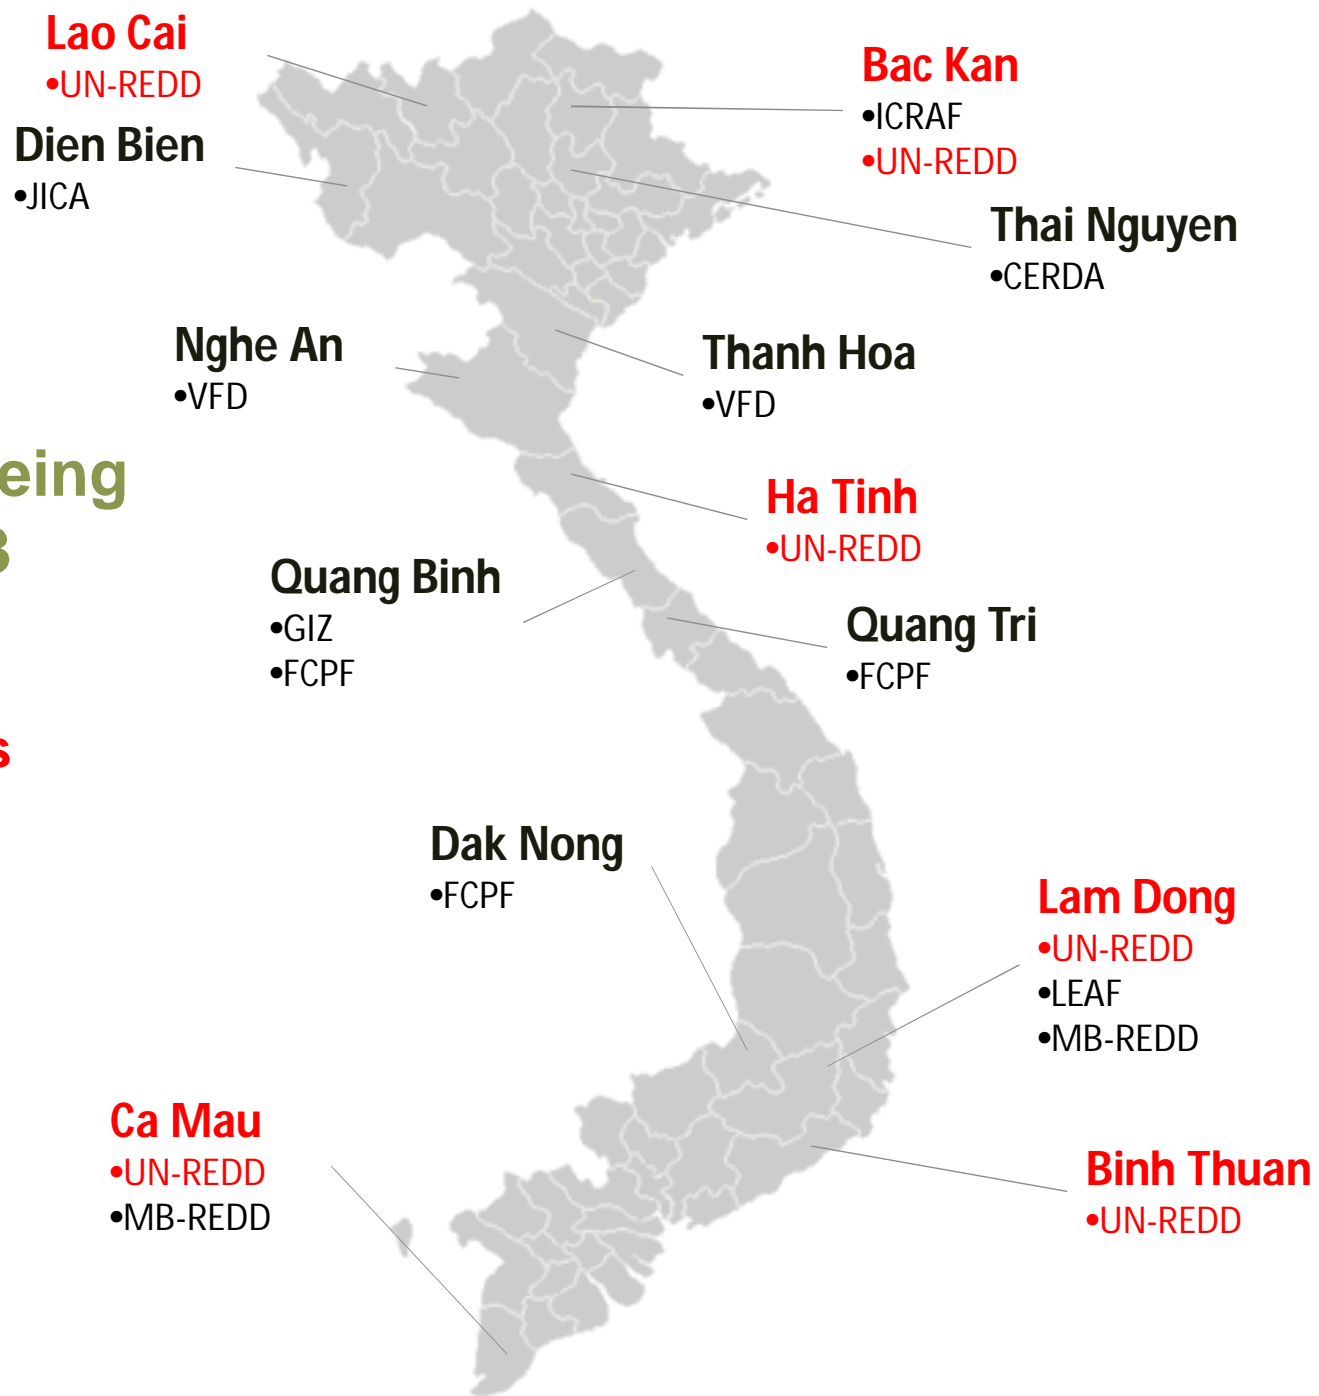 Lao Cai
•UN-REDD
Bac Kan
•ICRAF
•UN-REDD
Dien Bien
•JICA
Thai Nguyen
•CERDA
Nghe An
•VFD
Thanh Hoa
•VFD
eing
Ha Tinh
•UN-REDD
Quang Binh
•GIZ
•FCPF
Quang Tri
•FCPF
s
Dak Nong
•FCPF
Lam Dong
•UN-REDD
•LEAF
•MB-REDD
Ca Mau
•UN-REDD
•MB-REDD
Binh Thuan
•UN-REDD